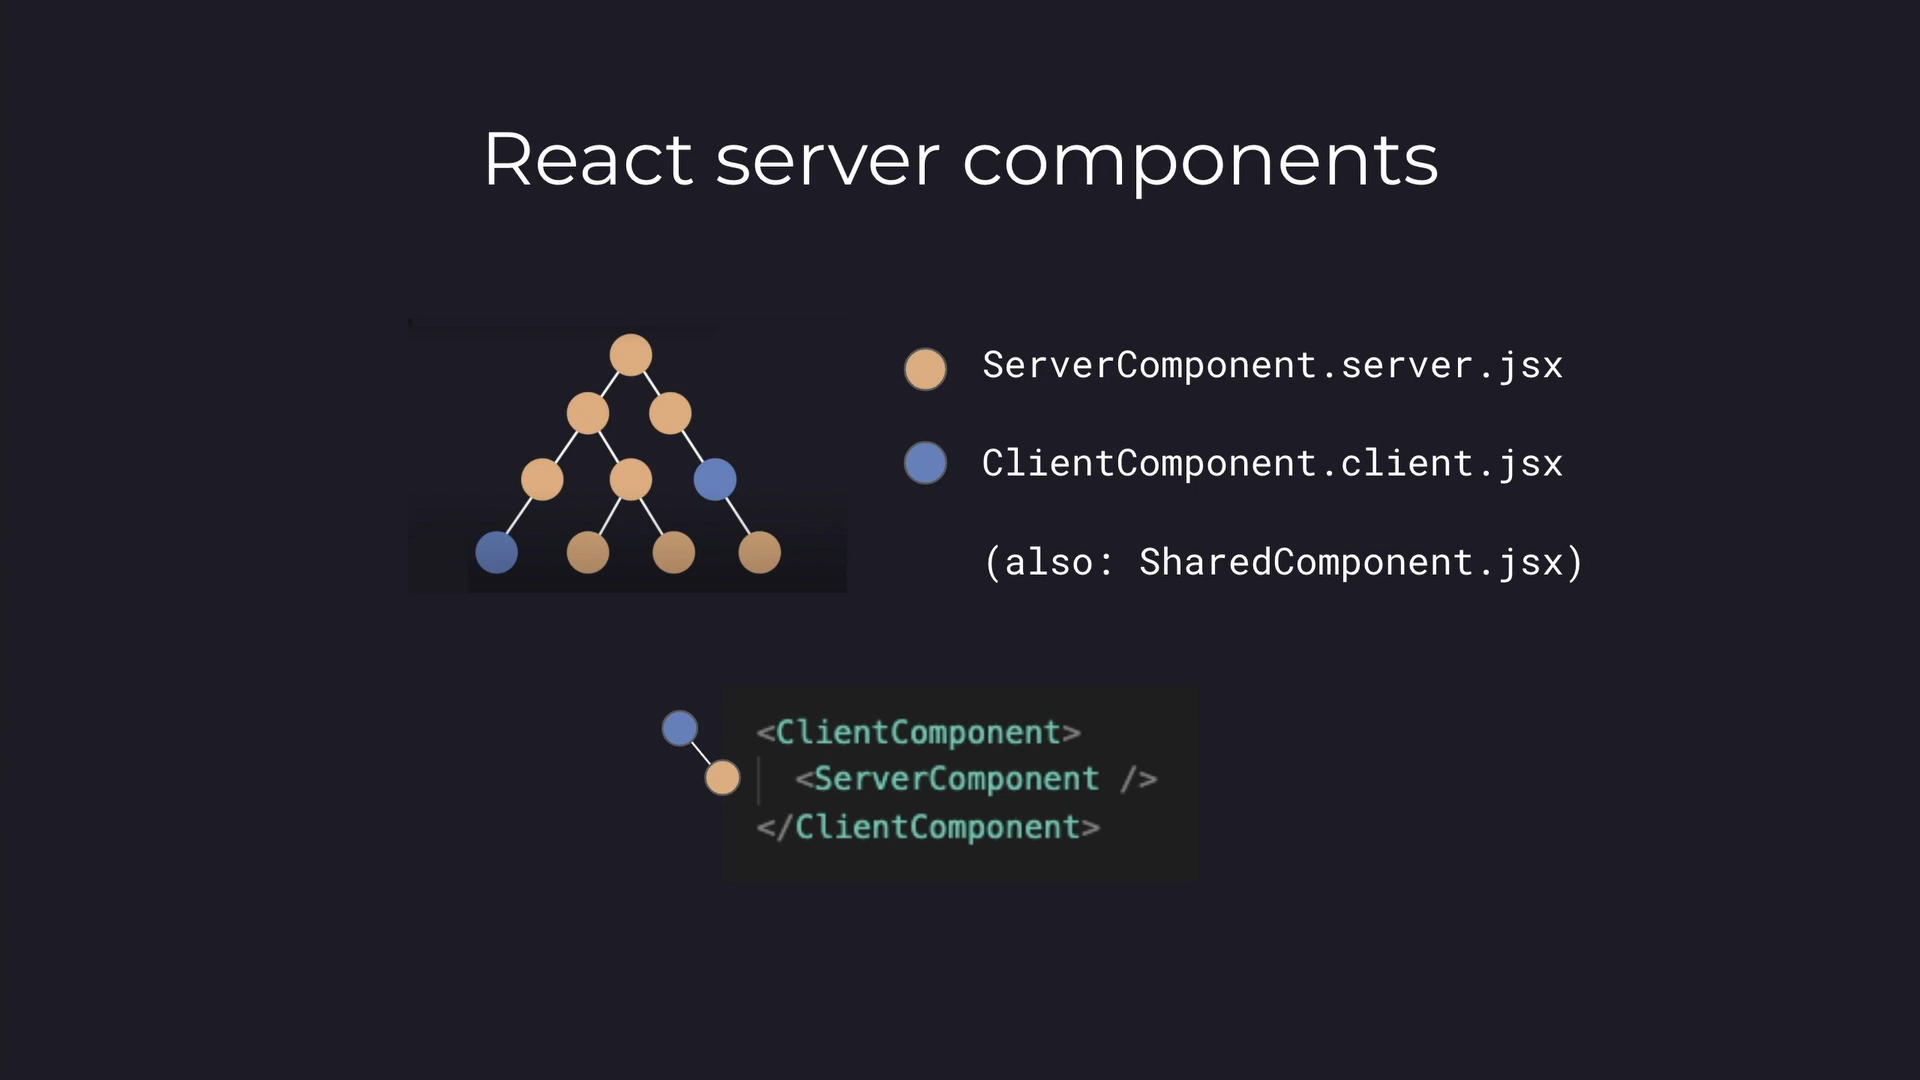 React server components
ServerComponent.server.jsx
ClientComponent.client.jsx
(also: SharedComponent.jsx)
<ClientComponent>
<ServerComponent />
</ClientComponent>